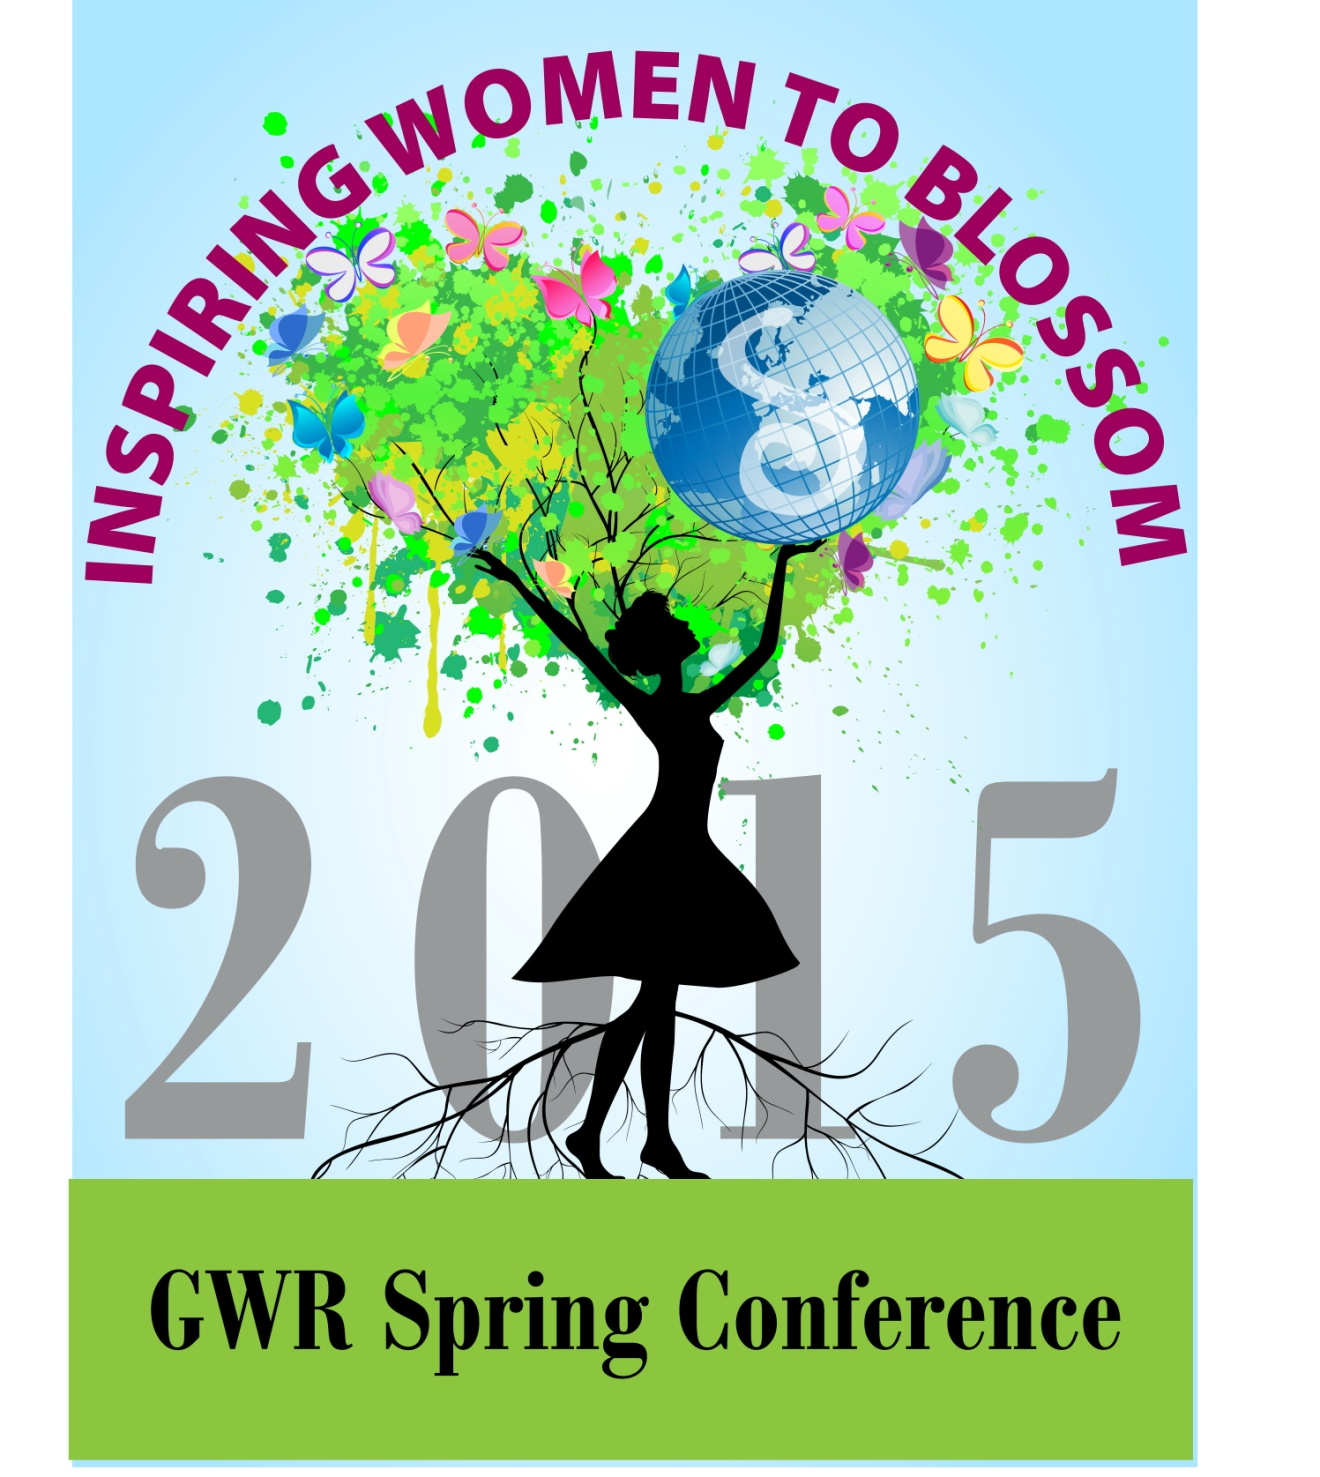 INSPIRING WOMEN TO BLOSSOM
2015
GWR Spring Conference